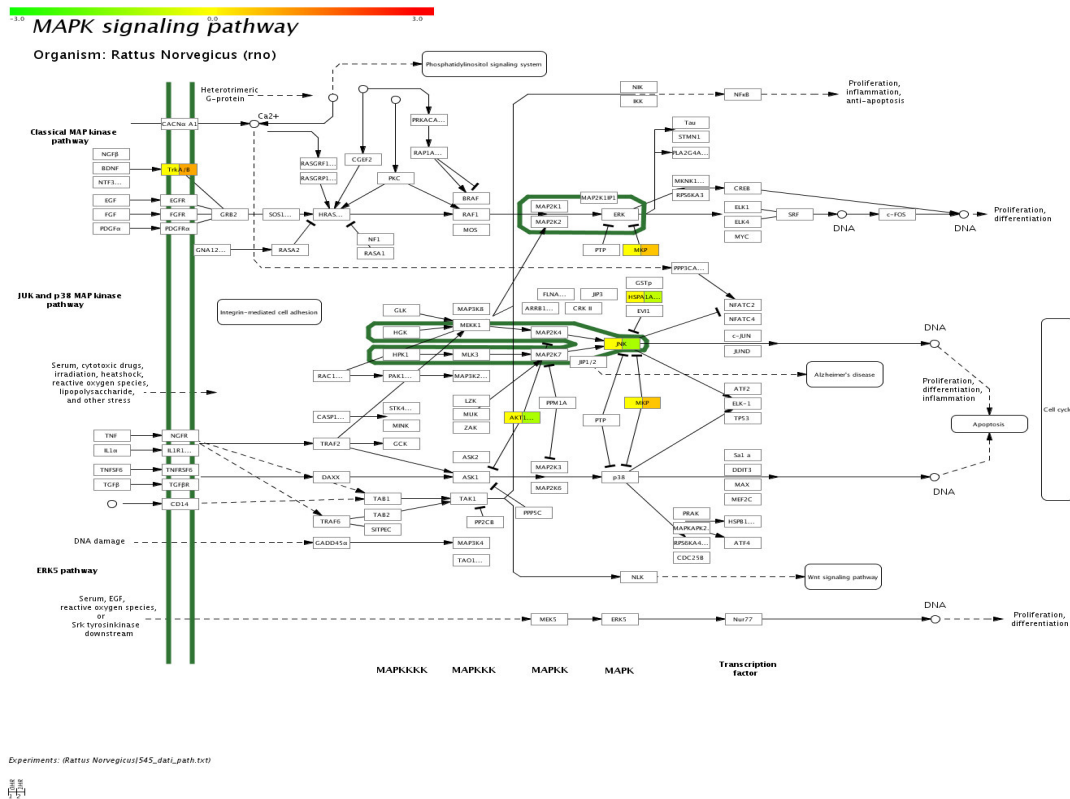 -3.0 0.0 3.0
MAPK signaling pathway
Organism: Rattus Norvegicus (rno)
Phosphatidylinositol signaling system
Heterotrimeric
G-protein
NIK
IKK
NFκB
Proliferation,
inflammation,
anti-apoptosis
Classical MAP kinase
pathway
CACNα A1
Ca2+
PRKACA...
Tau
STMN1
PLA2G4A...
NGFβ
BDNF
NTF3...
TrkA/B
RASGRF1...
RASGRP1...
CGEF2
RAP1A...
PKC
MKNK1...
RPS6KA3
CREB
EGF
FGF
PDGFα
EGFR
FGFR
PDGFRα
GRB2
SOS1...
HRAS...
BRAF
RAF1
MOS
MAP2K1
MAP2K2
MAP2K1IP1
ERK
ELK1
ELK4
MYC
SRF
DNA
c-FOS
DNA
Proliferation,
differentiation
GNA12...
RASA2
NF1
RASA1
PTP
MKP
PPP3CA...
JUK and p38 MAP kinase
pathway
Integrin-mediated cell adhesion
GLK
HGK
HPK1
MAP3K8
MEKK1
MLK3
FLNA...
JIP3
ARRB1...
CRK II
GSTp
HSPA1A...
EVI1
MAP2K4
MAP2K7
JNK
JIP1/2
NFATC2
NFATC4
c-JUN
JUND
DNA
Serum, cytotoxic drugs,
irradiation, heatshock,
reactive oxygen species,
lipopolysaccharide,
and other stress
RAC1...
PAK1...
MAP3K2...
Alzheimer's disease
Proliferation,
differentiation,
inflammation
CASP1...
STK4...
MINK
GCK
LZK
MUK
ZAK
AKT1...
PPM1A
PTP
MKP
ATF2
ELK-1
TP53
Apoptosis
Cell cycle
TNF
IL1α
TNFSF6
TGFβ
NGFR
IL1R1...
TNFRSF6
TGFβR
CD14
TRAF2
DAXX
ASK2
ASK1
MAP2K3
MAP2K6
p38
Sa1 a
DDIT3
MAX
MEF2C
DNA
TRAF6
TAB1
TAB2
SITPEC
TAK1
PP2CB
PPP5C
PRAK
MAPKAPK2...
RPS6KA4...
CDC25B
HSPB1...
ATF4
DNA damage
GADD45α
MAP3K4
TAO1...
ERK5 pathway
NLK
Wnt signaling pathway
Serum, EGF,
reactive oxygen species,
or
Srk tyrosinkinase
downstream
MEK5
ERK5
Nur77
DNA
Proliferation,
differentiation
MAPKKKK
MAPKKK
MAPKK
MAPK
Transcription
factor
Experiments: (Rattus Norvegicus|545_dati_path.txt)
1 2